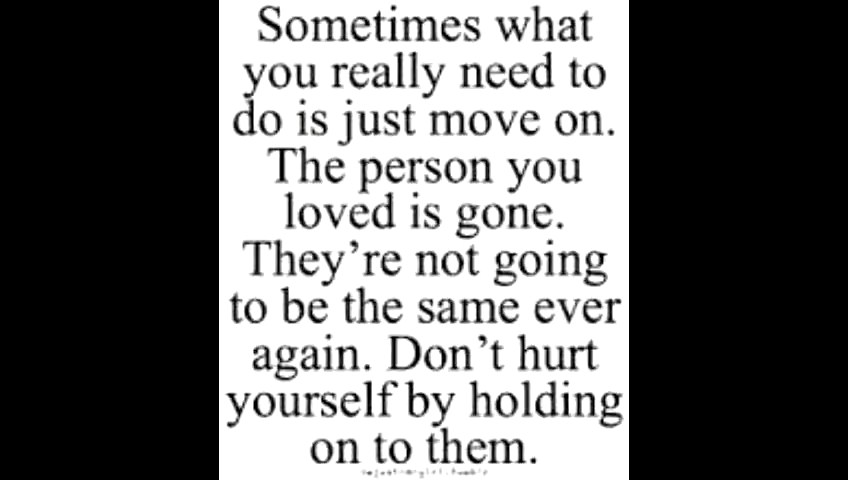 Sometimes what
you really need to
do is just move on.
The person you
loved is gone.
They’re not going
to be the same ever
again. Don’t hurt
yourself by holding
on to them.